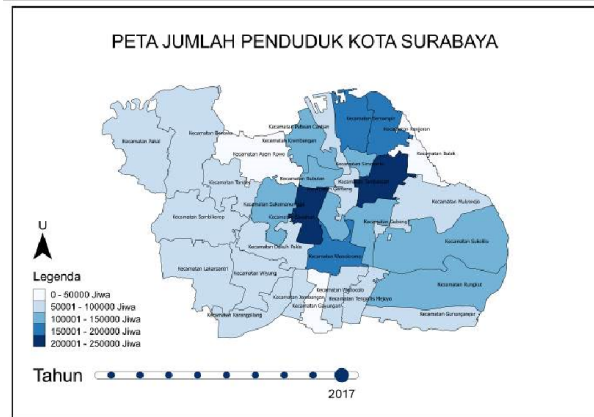 PETA JUMLAH PENDUDUK KOTA SURABAYA
Kecamatan Pakal
Kecamatan Benowo
Kecamatan Asem Rowo
Kecamatan Pabean Cantian
Kecamatan Krembangan
Kecamatan Semampir
Kecamatan Kenjeran
Kecamatan Bulak
Kecamatan Simokerto
Kecamatan Tambaksari
Kecamatan Bubutan
Kecamatan Genteng
Kecamatan Tandes
Kecamatan Mulyorejo
Kecamatan Sukomanunggal
Kecamatan Sawahan
Kecamatan Gubeng
Kecamatan Sambikerep
Kecamatan Sukolilo
Kecamatan Dukuh Pakis
Kecamatan Wonokromo
Kecamatan Lakarsantri
Kecamatan Wiyung
Kecamatan Rungkut
Kecamatan Wonocolo
Kecamatan Jambangan
Kecamatan Tenggilis Mejoyo
Kecamatan Gayungan
Kecamatan Karangpilang
Kecamatan Gununganyar
U
Legenda
0 - 50000 Jiwa
50001 - 100000 Jiwa
100001 - 150000 Jiwa
150001 - 200000 Jiwa
200001 - 250000 Jiwa
Tahun
2017